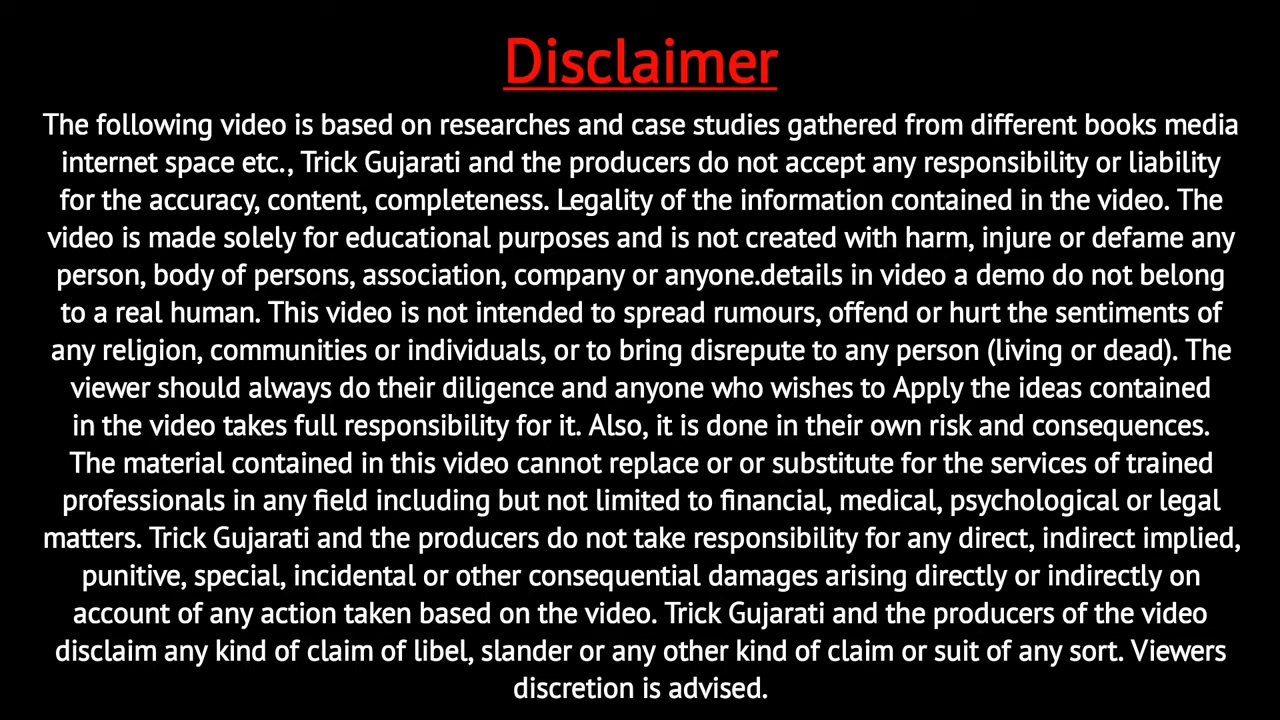 Disclaimer
The following video is based on researches and case studies gathered from different books media
internet space etc., Trick Gujarati and the producers do not accept any responsibility or liability
for the accuracy, content, completeness. Legality of the information contained in the video. The
video is made solely for educational purposes and is not created with harm, injure or defame any
person, body of persons, association, company or anyone.details in video a demo do not belong
to a real human. This video is not intended to spread rumours, offend or hurt the sentiments of
any religion, communities or individuals, or to bring disrepute to any person (living or dead). The
viewer should always do their diligence and anyone who wishes to Apply the ideas contained
in the video takes full responsibility for it. Also, it is done in their own risk and consequences.
The material contained in this video cannot replace or or substitute for the services of trained
professionals in any field including but not limited to financial, medical, psychological or legal
matters. Trick Gujarati and the producers do not take responsibility for any direct, indirect implied,
punitive, special, incidental or other consequential damages arising directly or indirectly on
account of any action taken based on the video. Trick Gujarati and the producers of the video
disclaim any kind of claim of libel, slander or any other kind of claim or suit of any sort. Viewers
discretion is advised.